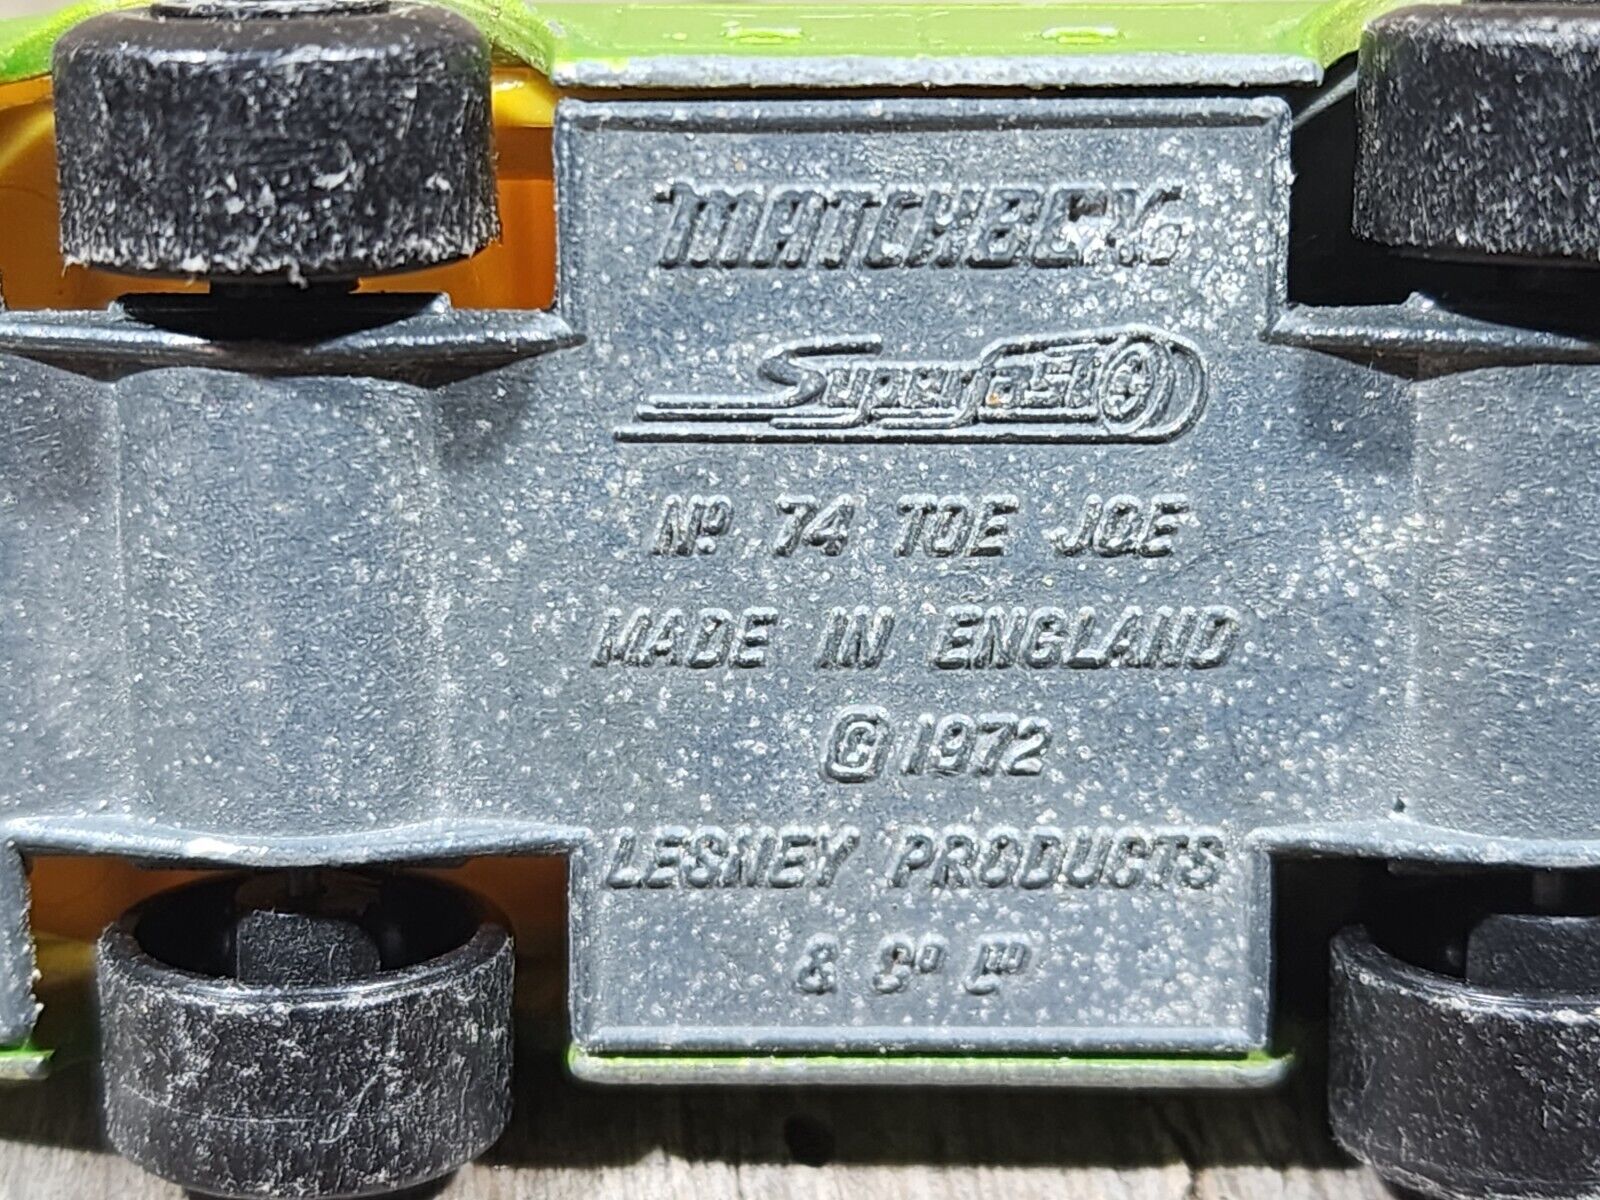 MATCHBOX
Superfast
Nº 74 TOE JOE
MADE IN ENGLAND
©1972
LESNEY PRODUCTS
& Cº Lᵀᴰ